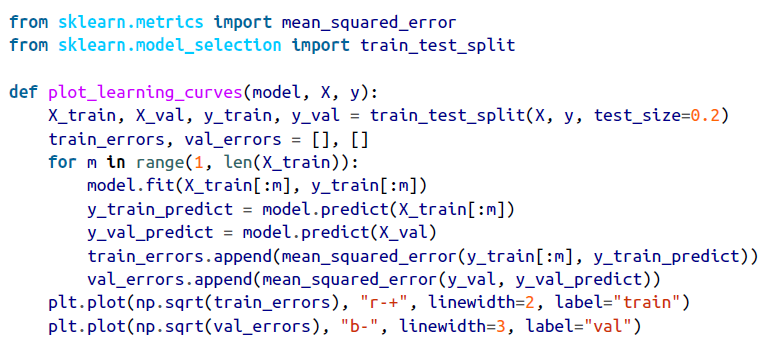 from sklearn.metrics import mean_squared_error
from sklearn.model_selection import train_test_split

def plot_learning_curves(model, X, y):
    X_train, X_val, y_train, y_val = train_test_split(X, y, test_size=0.2)
    train_errors, val_errors = [], []
    for m in range(1, len(X_train)):
        model.fit(X_train[:m], y_train[:m])
        y_train_predict = model.predict(X_train[:m])
        y_val_predict = model.predict(X_val)
        train_errors.append(mean_squared_error(y_train[:m], y_train_predict))
        val_errors.append(mean_squared_error(y_val, y_val_predict))
    plt.plot(np.sqrt(train_errors), "r-+", linewidth=2, label="train")
    plt.plot(np.sqrt(val_errors), "b-", linewidth=3, label="val")